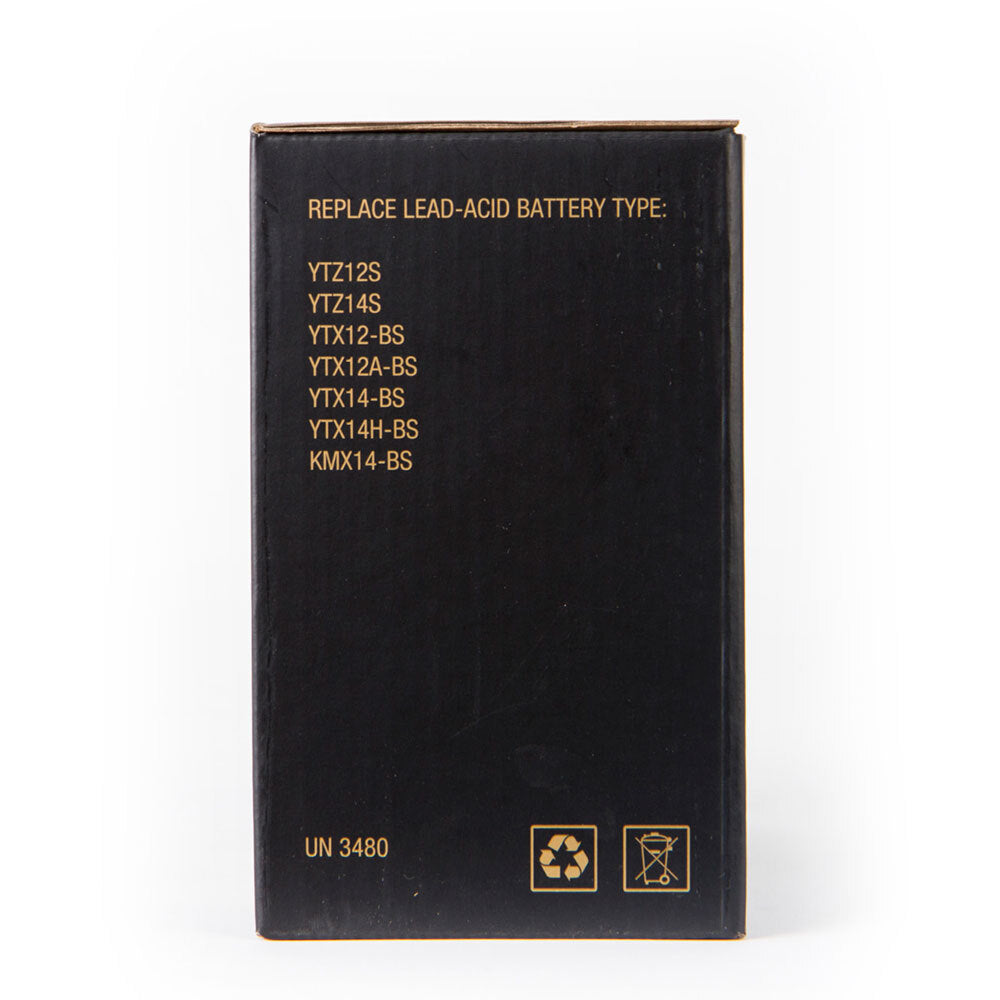 REPLACE LEAD-ACID BATTERY TYPE:
YTZ12S
YTZ14S
YTX12-BS
YTX12A-BS
YTX14-BS
YTX14H-BS
KMX14-BS
UN 3480